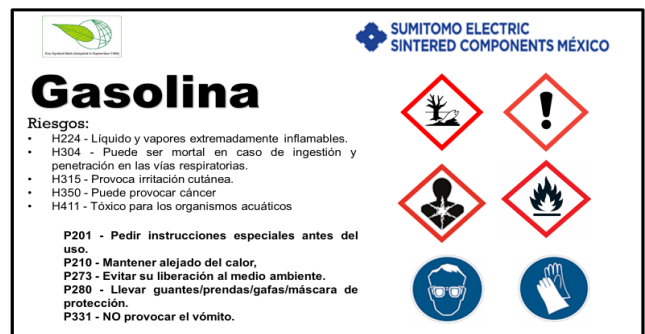 SUMITOMO ELECTRIC
SINTERED COMPONENTS MÉXICO
Gasolina
Riesgos:
• H224 - Líquido y vapores extremadamente inflamables.
• H304 - Puede ser mortal en caso de ingestión y
penetración en las vías respiratorias.
• H315 - Provoca irritación cutánea.
• H350 - Puede provocar cáncer
• H411 - Tóxico para los organismos acuáticos
P201 - Pedir instrucciones especiales antes del
uso.
P210 - Mantener alejado del calor,
P273 - Evitar su liberación al medio ambiente.
P280 - Llevar guantes/prendas/gafas/máscara de
protección.
P331 - NO provocar el vómito.